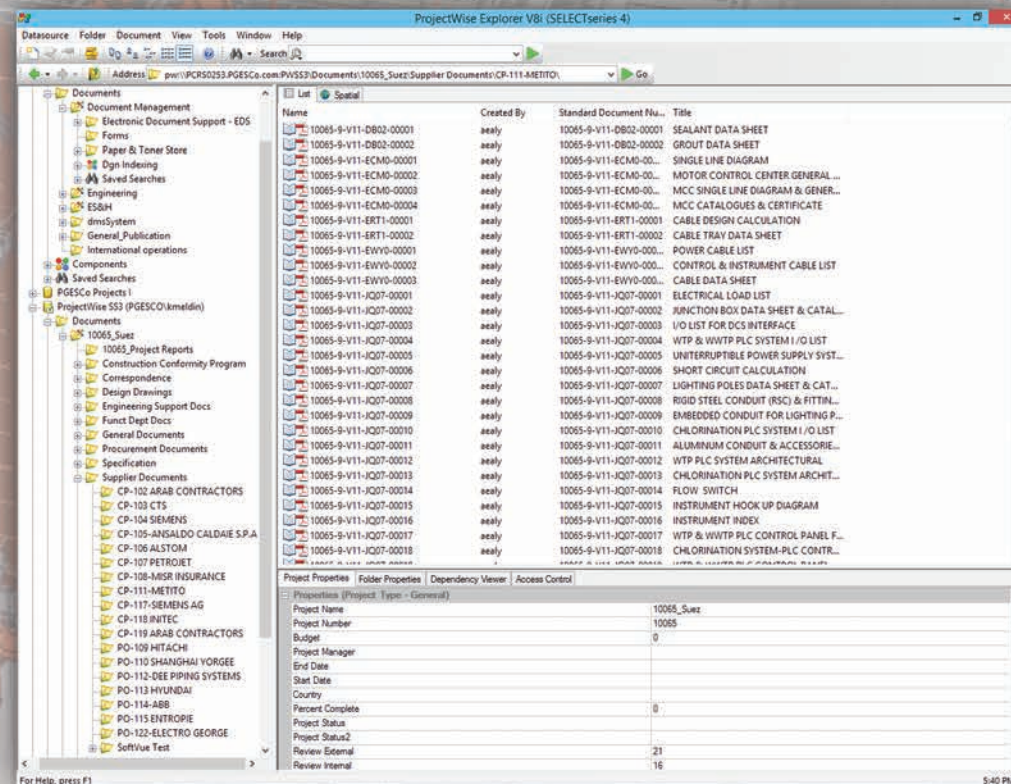 ProjectWise Explorer V8i (SELECTseries 4)
Datasource Folder Document View Tools Window Help
Search
Address pw:\\PCRS0253.PGESCo.com:PWSS3\Documents\10065_Suez\Supplier Documents\CP-111-METITO\ Go
Documents
Document Management
Electronic Document Support - EDS
Forms
Paper & Toner Store
Dgn Indexing
Saved Searches
Engineering
ES&H
dmsSystem
General_Publication
International operations
Components
Saved Searches
PGESCo Projects I
ProjectWise SS3 (PGESCO\kmeldin)
Documents
10065_Suez
10065_Project Reports
Construction Conformity Program
Correspondence
Design Drawings
Engineering Support Docs
Funct Dept Docs
General Documents
Procurement Documents
Specification
Supplier Documents
CP-102 ARAB CONTRACTORS
CP-103 CTS
CP-104 SIEMENS
CP-105-ANSALDO CALDAIE S.P.A
CP-106 ALSTOM
CP-107 PETROJET
CP-108-MISR INSURANCE
CP-111-METITO
CP-117-SIEMENS AG
CP-118 INITEC
CP-119 ARAB CONTRACTORS
PO-109 HITACHI
PO-110 SHANGHAI YORGEE
PO-112-DEE PIPING SYSTEMS
PO-113 HYUNDAI
PO-114-ABB
PO-115 ENTROPIE
PO-122-ELECTRO GEORGE
SoftVue Test
List Spatial
Name Created By Standard Document Nu... Title
10065-9-V11-DB02-00001 aealy 10065-9-V11-DB02-00001 SEALANT DATA SHEET
10065-9-V11-DB02-00002 aealy 10065-9-V11-DB02-00002 GROUT DATA SHEET
10065-9-V11-ECM0-00001 aealy 10065-9-V11-ECM0-00... SINGLE LINE DIAGRAM
10065-9-V11-ECM0-00002 aealy 10065-9-V11-ECM0-00... MOTOR CONTROL CENTER GENERAL ...
10065-9-V11-ECM0-00003 aealy 10065-9-V11-ECM0-00... MCC SINGLE LINE DIAGRAM & GENER...
10065-9-V11-ECM0-00004 aealy 10065-9-V11-ECM0-00... MCC CATALOGUES & CERTIFICATE
10065-9-V11-ERT1-00001 aealy 10065-9-V11-ERT1-00001 CABLE DESIGN CALCULATION
10065-9-V11-ERT1-00002 aealy 10065-9-V11-ERT1-00002 CABLE TRAY DATA SHEET
10065-9-V11-EWY0-00001 aealy 10065-9-V11-EWY0-000... POWER CABLE LIST
10065-9-V11-EWY0-00002 aealy 10065-9-V11-EWY0-000... CONTROL & INSTRUMENT CABLE LIST
10065-9-V11-EWY0-00003 aealy 10065-9-V11-EWY0-000... CABLE DATA SHEET
10065-9-V11-JQ07-00001 aealy 10065-9-V11-JQ07-00001 ELECTRICAL LOAD LIST
10065-9-V11-JQ07-00002 aealy 10065-9-V11-JQ07-00002 JUNCTION BOX DATA SHEET & CATAL...
10065-9-V11-JQ07-00003 aealy 10065-9-V11-JQ07-00003 I/O LIST FOR DCS INTERFACE
10065-9-V11-JQ07-00004 aealy 10065-9-V11-JQ07-00004 WTP & WWTP PLC SYSTEM I/O LIST
10065-9-V11-JQ07-00005 aealy 10065-9-V11-JQ07-00005 UNITERRUPTIBLE POWER SUPPLY SYST...
10065-9-V11-JQ07-00006 aealy 10065-9-V11-JQ07-00006 SHORT CIRCUIT CALCULATION
10065-9-V11-JQ07-00007 aealy 10065-9-V11-JQ07-00007 LIGHTING POLES DATA SHEET & CAT...
10065-9-V11-JQ07-00008 aealy 10065-9-V11-JQ07-00008 RIGID STEEL CONDUIT (RSC) & FITTIN...
10065-9-V11-JQ07-00009 aealy 10065-9-V11-JQ07-00009 EMBEDDED CONDUIT FOR LIGHTING P...
10065-9-V11-JQ07-00010 aealy 10065-9-V11-JQ07-00010 CHLORINATION PLC SYSTEM I/O LIST
10065-9-V11-JQ07-00011 aealy 10065-9-V11-JQ07-00011 ALUMINUM CONDUIT & ACCESSORIE...
10065-9-V11-JQ07-00012 aealy 10065-9-V11-JQ07-00012 WTP PLC SYSTEM ARCHITECTURAL
10065-9-V11-JQ07-00013 aealy 10065-9-V11-JQ07-00013 CHLORINATION PLC SYSTEM ARCHIT...
10065-9-V11-JQ07-00014 aealy 10065-9-V11-JQ07-00014 FLOW SWITCH
10065-9-V11-JQ07-00015 aealy 10065-9-V11-JQ07-00015 INSTRUMENT HOOK UP DIAGRAM
10065-9-V11-JQ07-00016 aealy 10065-9-V11-JQ07-00016 INSTRUMENT INDEX
10065-9-V11-JQ07-00017 aealy 10065-9-V11-JQ07-00017 WTP & WWTP PLC CONTROL PANEL F...
10065-9-V11-JQ07-00018 aealy 10065-9-V11-JQ07-00018 CHLORINATION SYSTEM-PLC CONTR...
Project Properties Folder Properties Dependency Viewer Access Control
Properties (Project Type - General)
Project Name 10065_Suez
Project Number 10065
Budget 0
Project Manager
End Date
Start Date
Country
Percent Complete 0
Project Status
Project Status2
Review External 21
Review Internal 16
For Help, press F1 5:40 PM